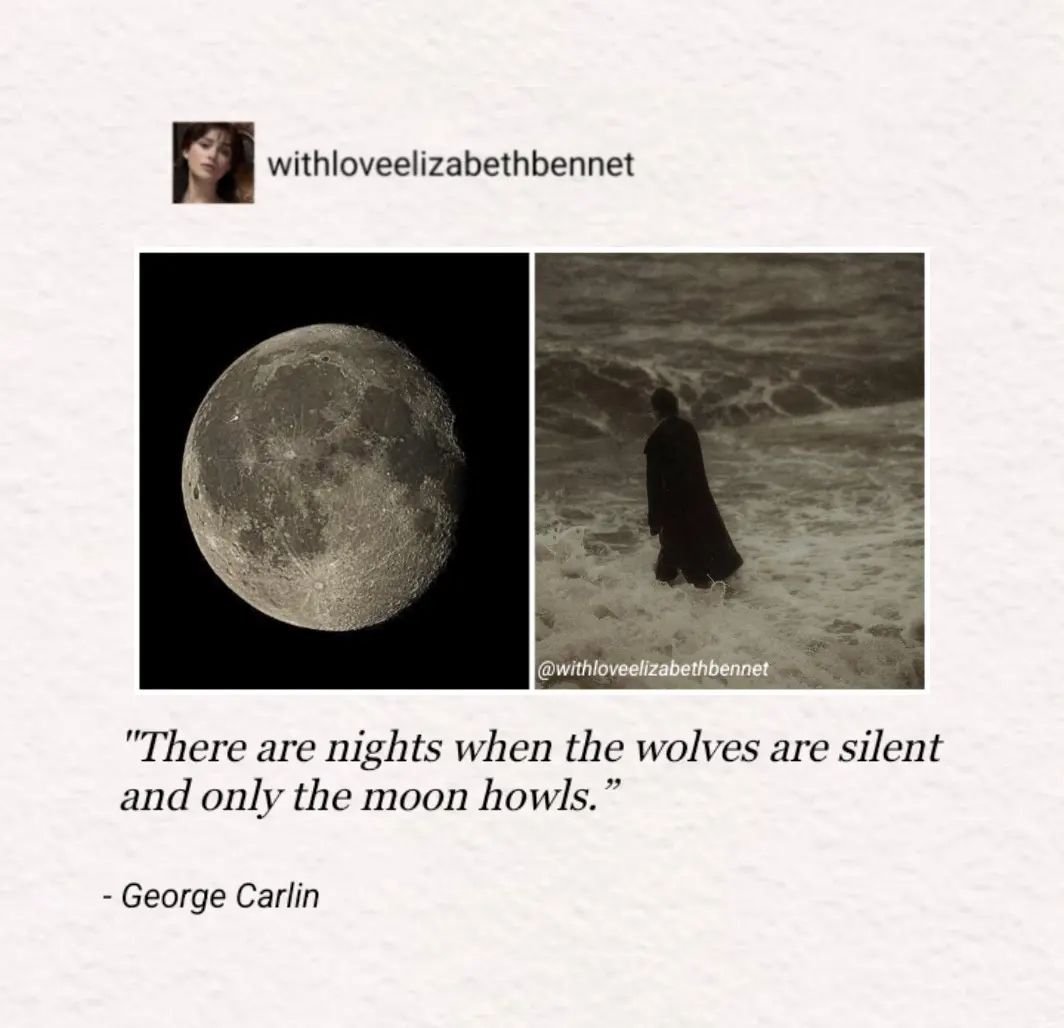 withloveelizabethbennet
@withloveelizabethbennet
"There are nights when the wolves are silent
and only the moon howls.”
- George Carlin